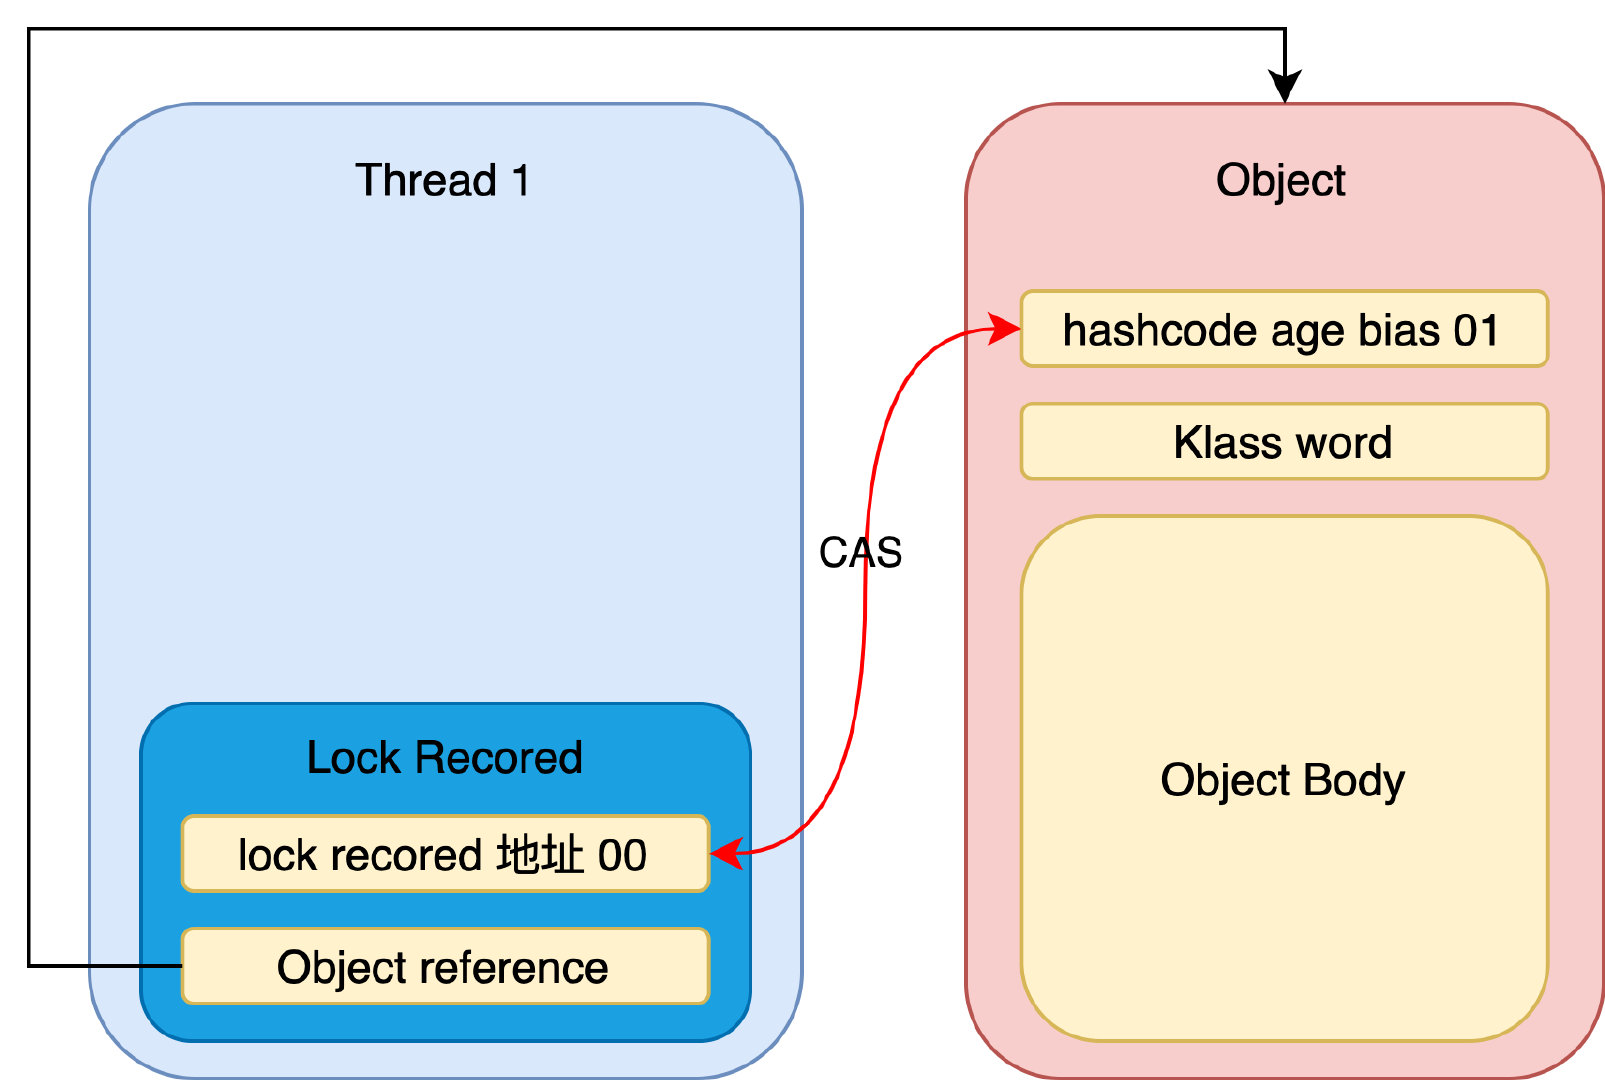 Thread 1
Lock Recored
lock recored 地址 00
Object reference
CAS
Object
hashcode age bias 01
Klass word
Object Body